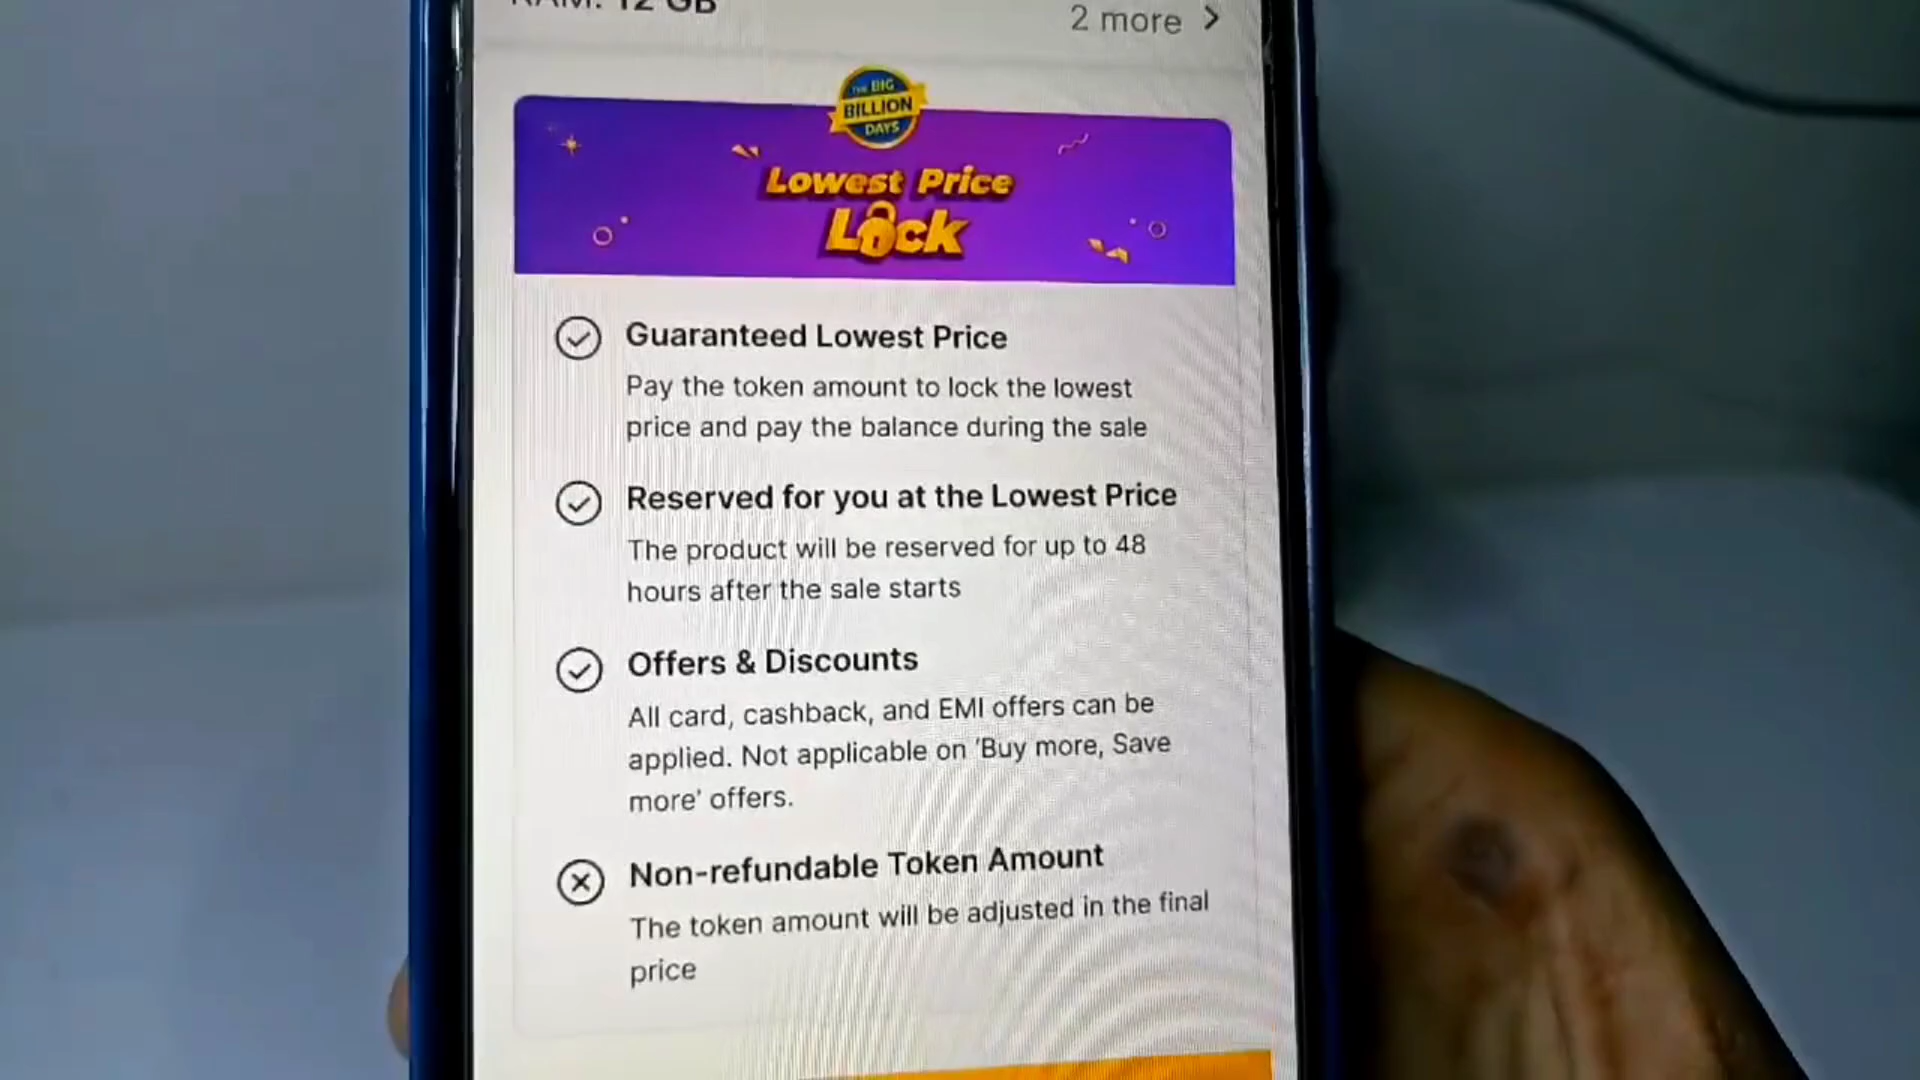 RAM: 12 GB
2 more
THE BIG
BILLION
DAYS
Lowest Price
Lock
Guaranteed Lowest Price
Pay the token amount to lock the lowest
price and pay the balance during the sale
Reserved for you at the Lowest Price
The product will be reserved for up to 48
hours after the sale starts
Offers & Discounts
All card, cashback, and EMI offers can be
applied. Not applicable on 'Buy more, Save
more' offers.
Non-refundable Token Amount
The token amount will be adjusted in the final
price